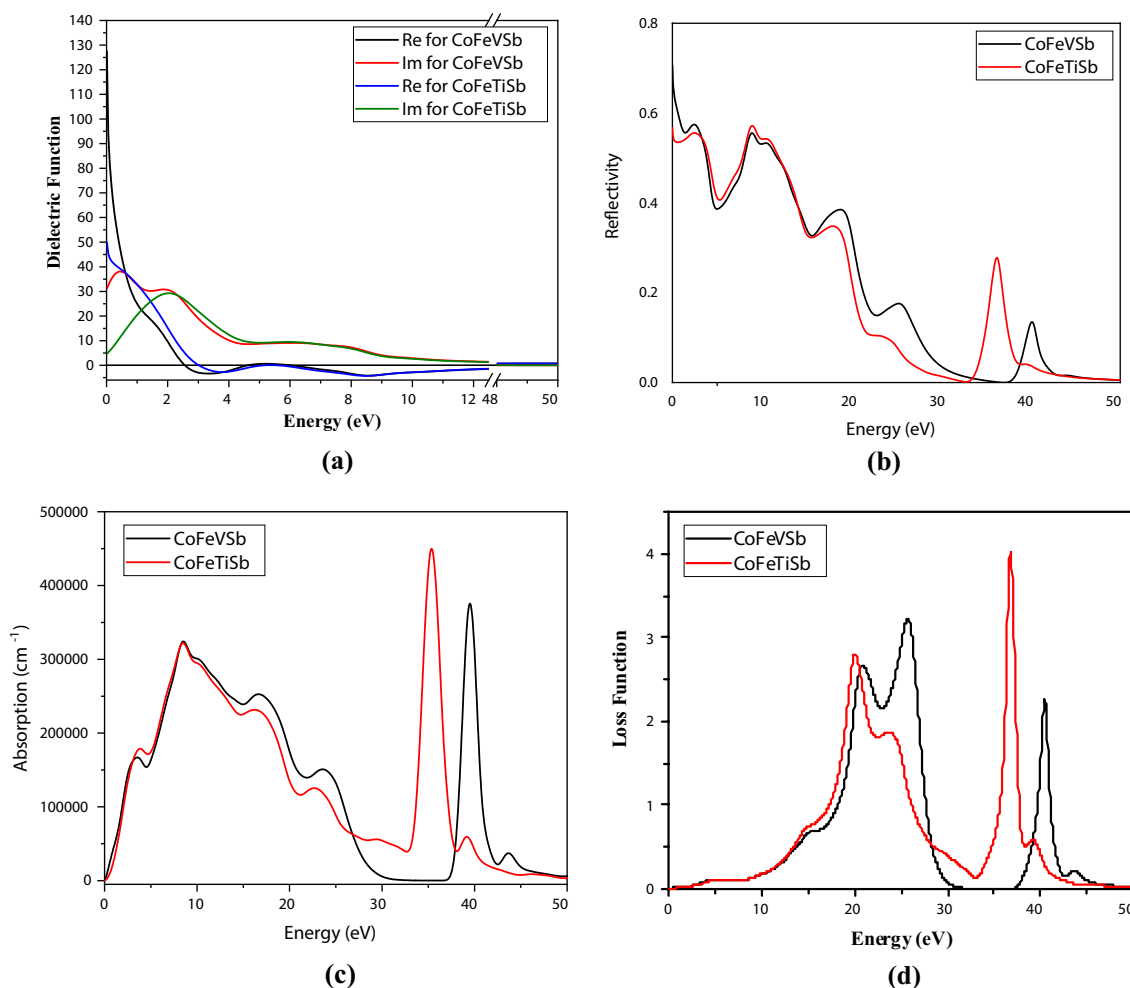 140
130
120
110
100
90
80
70
60
50
40
30
20
10
0
Dielectric Function
Re for CoFeVSb
Im for CoFeVSb
Re for CoFeTiSb
Im for CoFeTiSb
0 2 4 6 8 10 12 48 50
Energy (eV)
(a)
0.8
0.6
0.4
0.2
0.0
Reflectivity
CoFeVSb
CoFeTiSb
0 10 20 30 40 50
Energy (eV)
(b)
500000
400000
300000
200000
100000
0
Absorption (cm⁻¹)
CoFeVSb
CoFeTiSb
0 10 20 30 40 50
Energy (eV)
(c)
4
3
2
1
0
Loss Function
CoFeVSb
CoFeTiSb
0 10 20 30 40 50
Energy (eV)
(d)